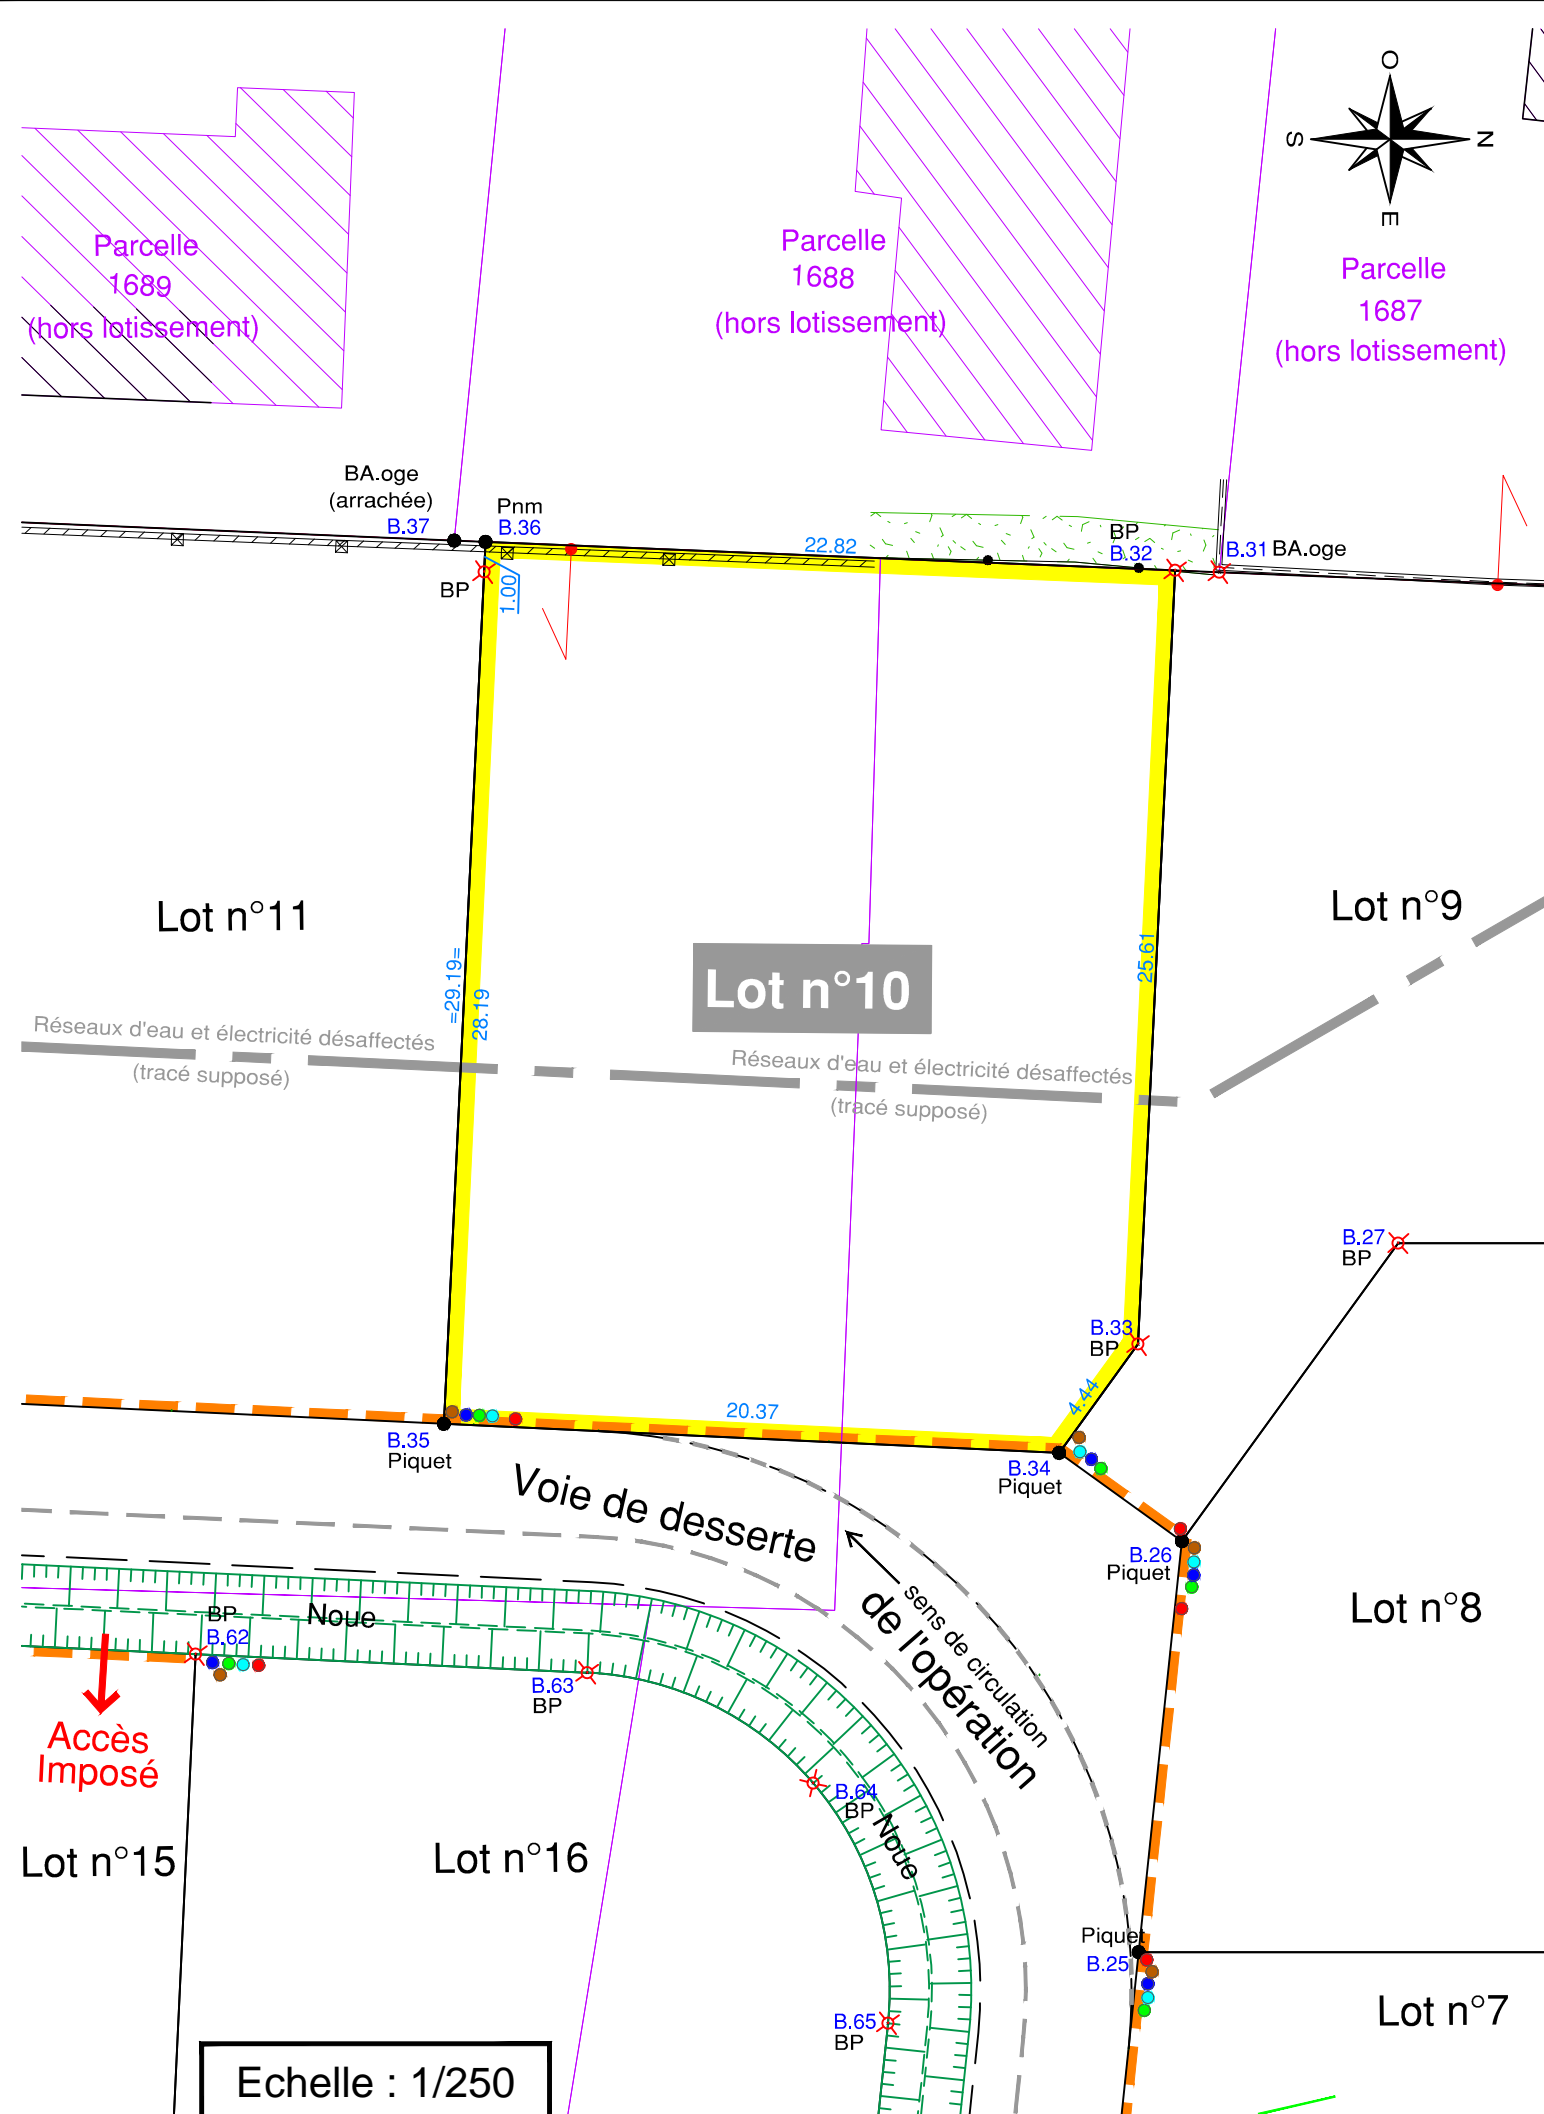 O
N
S
E
Parcelle
1689
(hors lotissement)
Parcelle
1688
(hors lotissement)
Parcelle
1687
(hors lotissement)
BA.oge
(arrachée)
B.37
Pnm
B.36
22.82
BP
B.32
B.31 BA.oge
BP
1.00
Lot n°11
Lot n°9
=29.19=
28.19
Lot n°10
25.61
Réseaux d'eau et électricité désaffectés
(tracé supposé)
Réseaux d'eau et électricité désaffectés
(tracé supposé)
B.27
BP
B.33
BP
4.44
20.37
B.35
Piquet
B.34
Piquet
Voie de desserte
de l'opération
sens de circulation
B.26
Piquet
Lot n°8
BP
B.62
Noue
B.63
BP
Accès
Imposé
B.64
BP
Noue
Lot n°15
Lot n°16
Piquet
B.25
B.65
BP
Lot n°7
Echelle : 1/250